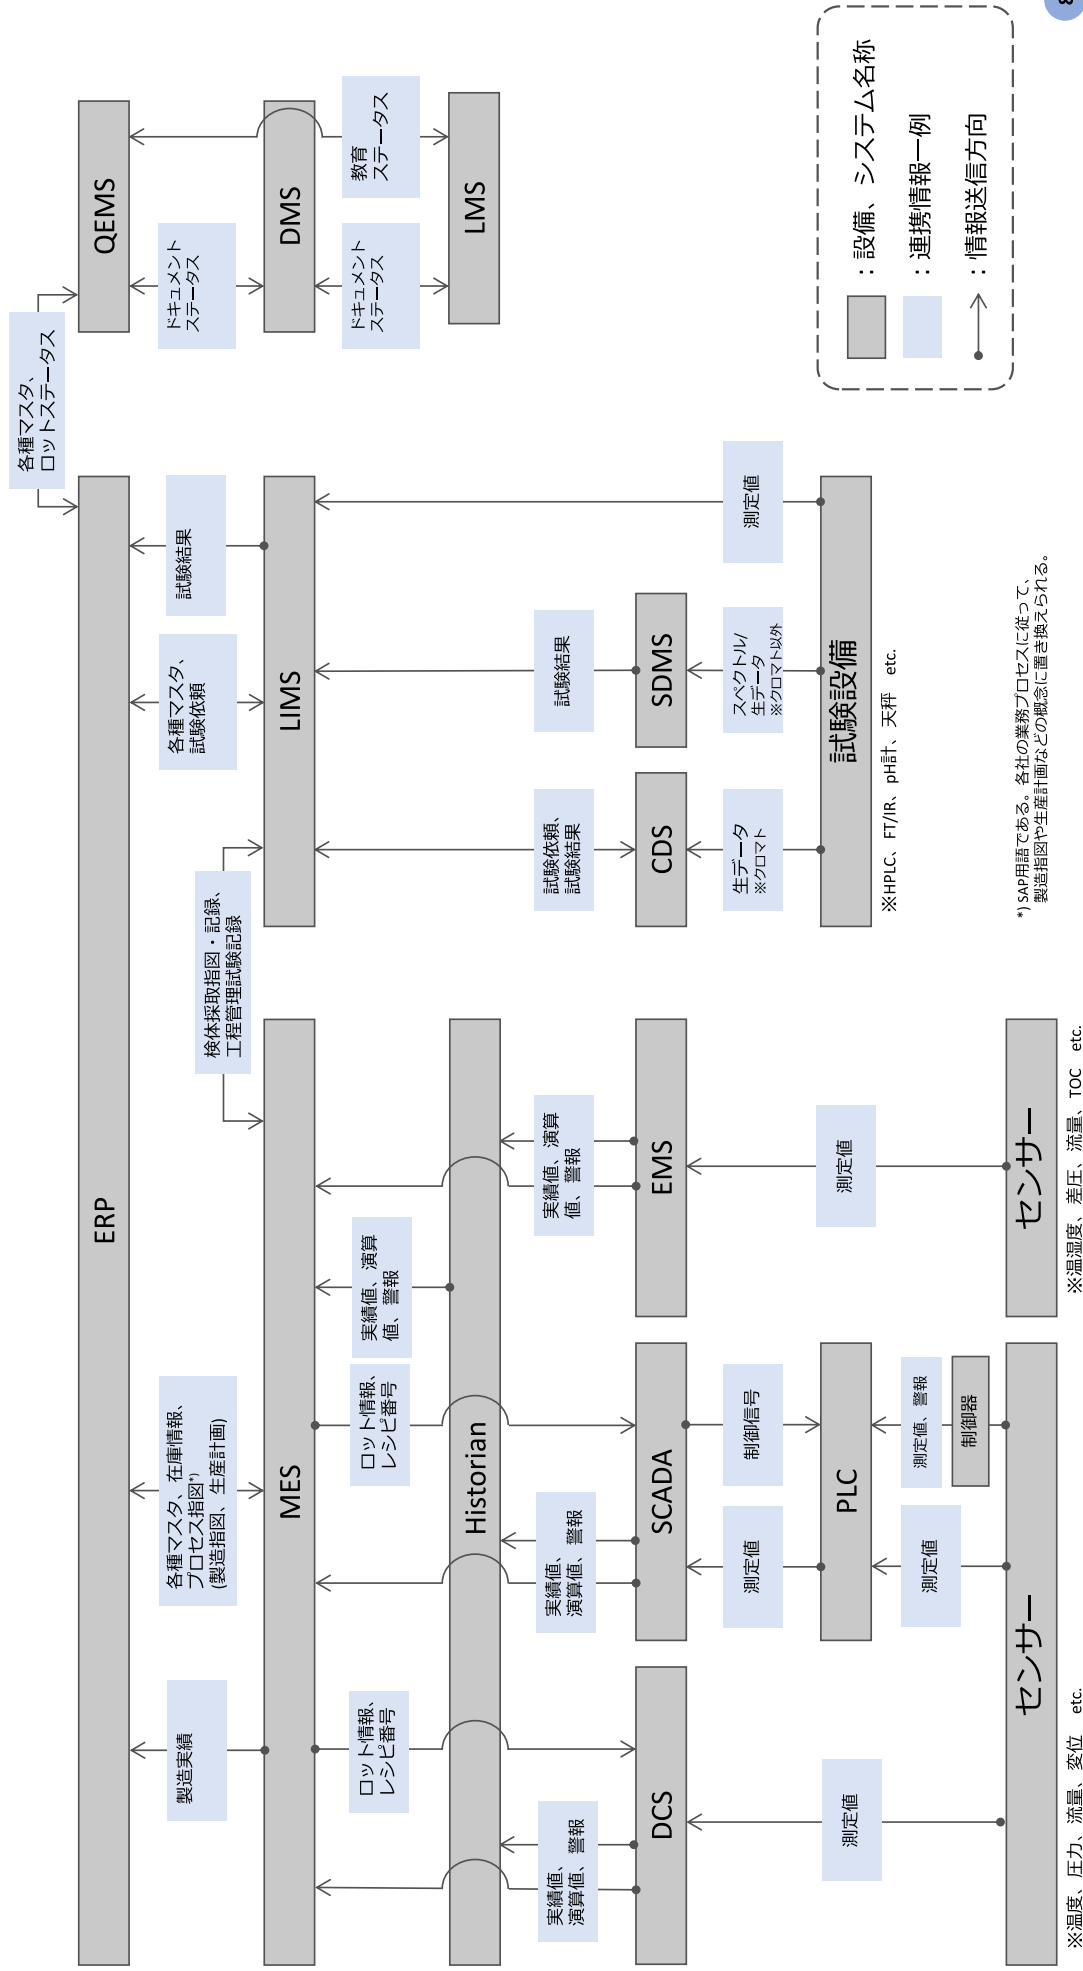 各種マスタ、
ロットステータス
ERP
QEMS
製造実績
各種マスタ、在庫情報、
プロセス指図*)
(製造指図、生産計画)
検体採取指図・記録、
工程管理試験記録
各種マスタ、
試験依頼
試験結果
ドキュメント
ステータス
MES
LIMS
DMS
ロット情報、
レシピ番号
ロット情報、
レシピ番号
実績値、演算
値、警報
ドキュメント
ステータス
教育
ステータス
Historian
LMS
実績値、
演算値、警報
実績値、
演算値、警報
実績値、演算
値、警報
試験依頼、
試験結果
試験結果
DCS
SCADA
EMS
CDS
SDMS
測定値
制御信号
生データ
※クロマト
スペクトル/
生データ
※クロマト以外
測定値
測定値
PLC
測定値
試験設備
※HPLC、FT/IR、pH計、天秤 etc.
測定値
測定値、警報
制御器
センサー
センサー
※温度、圧力、流量、変位 etc.
※温湿度、差圧、流量、TOC etc.
*) SAP用語である。各社の業務プロセスに従って、
製造指図や生産計画などの概念に置き換えられる。
：設備、システム名称
：連携情報一例
：情報送信方向